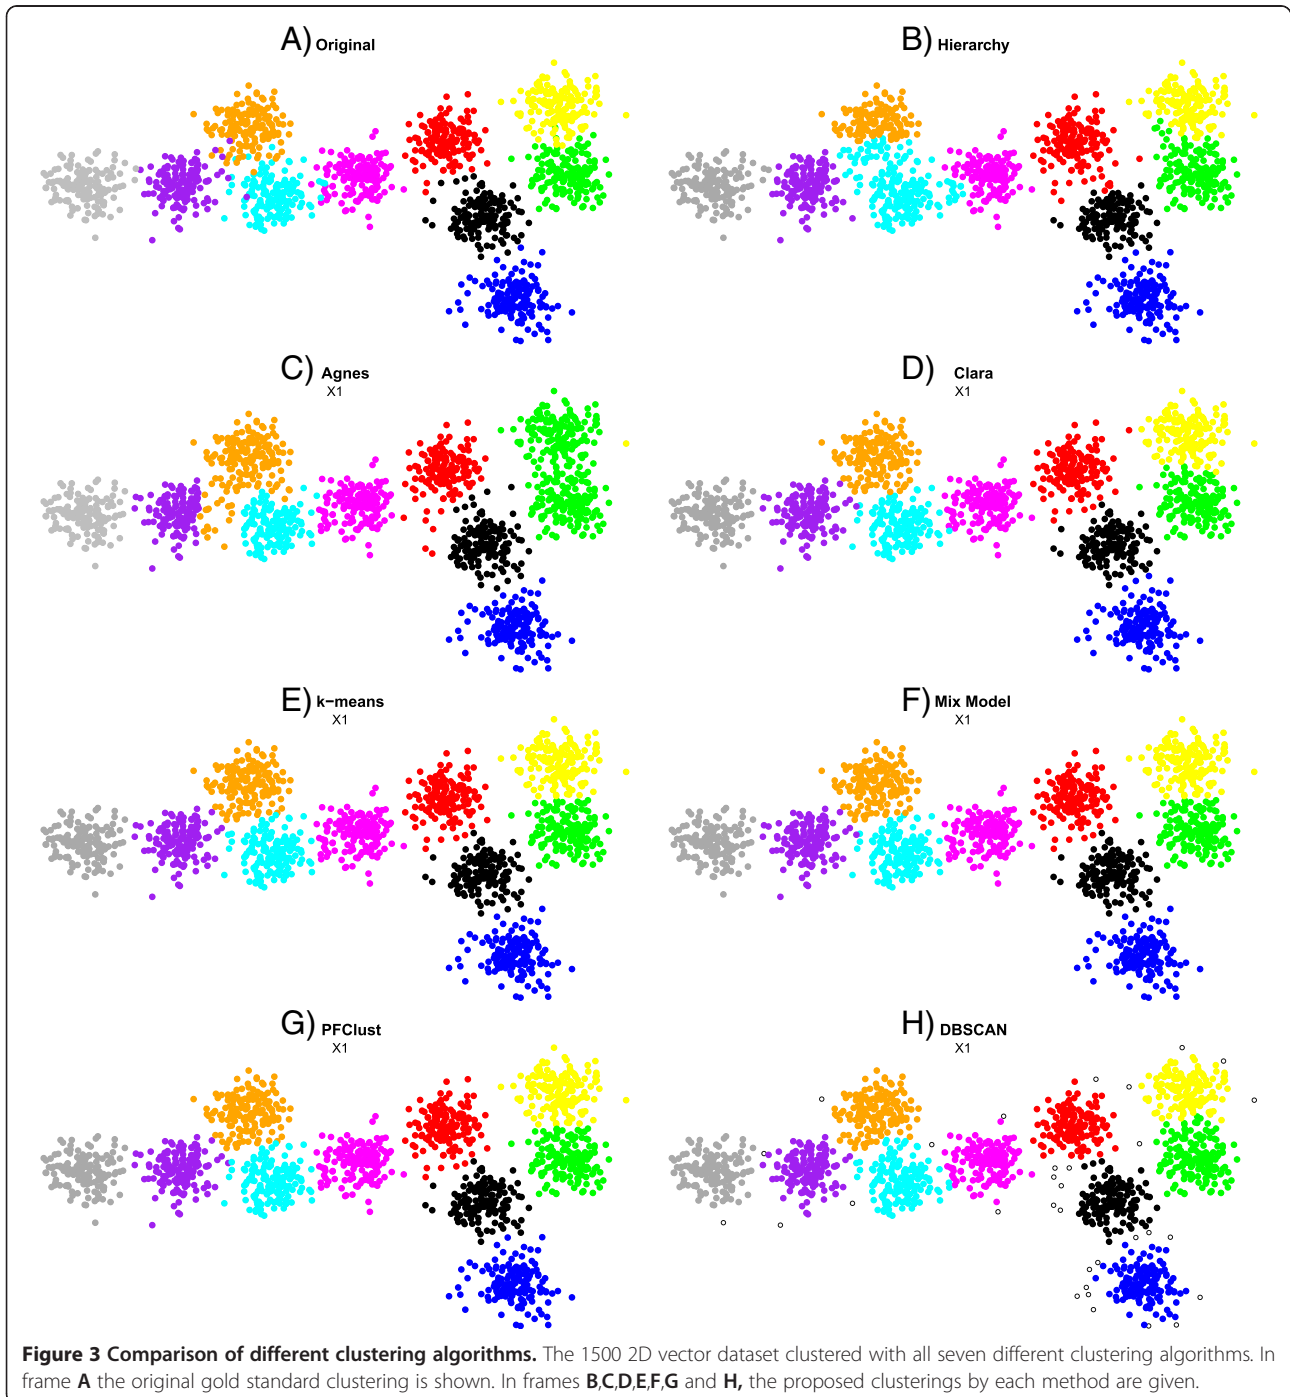 A) Original
B) Hierarchy
C) Agnes
X1
D) Clara
X1
E) k−means
X1
F) Mix Model
X1
G) PFClust
X1
H) DBSCAN
X1
Figure 3 Comparison of different clustering algorithms. The 1500 2D vector dataset clustered with all seven different clustering algorithms. In
frame A the original gold standard clustering is shown. In frames B,C,D,E,F,G and H, the proposed clusterings by each method are given.